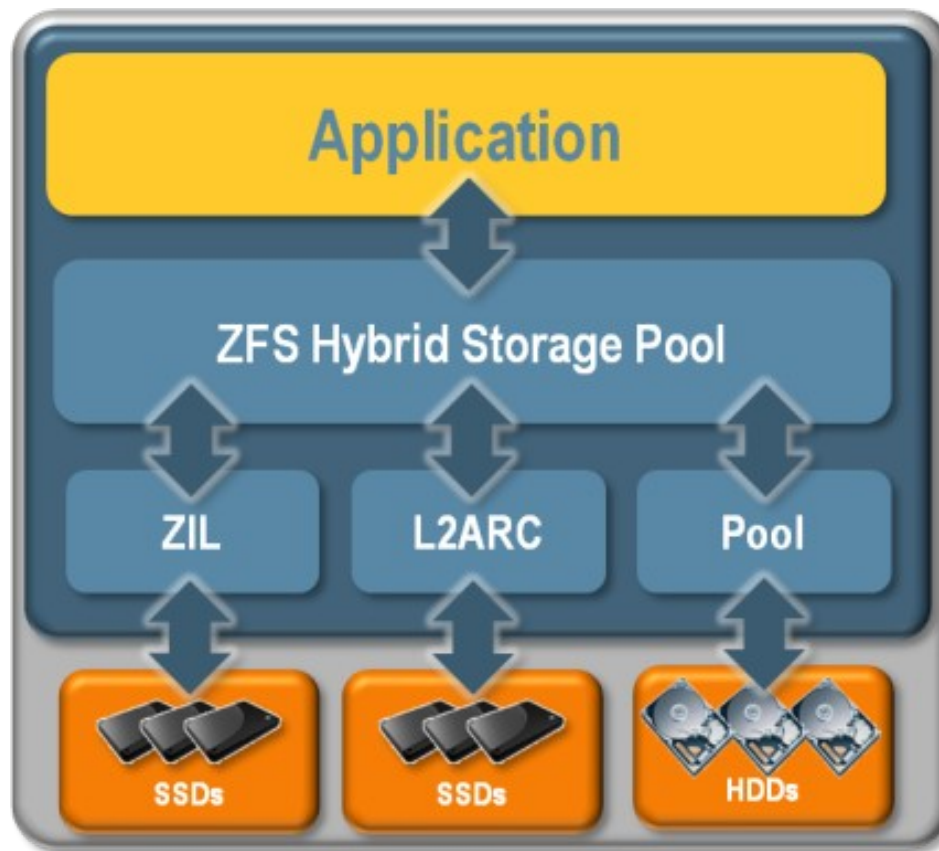 Application
ZFS Hybrid Storage Pool
ZIL
L2ARC
Pool
SSDs
SSDs
HDDs